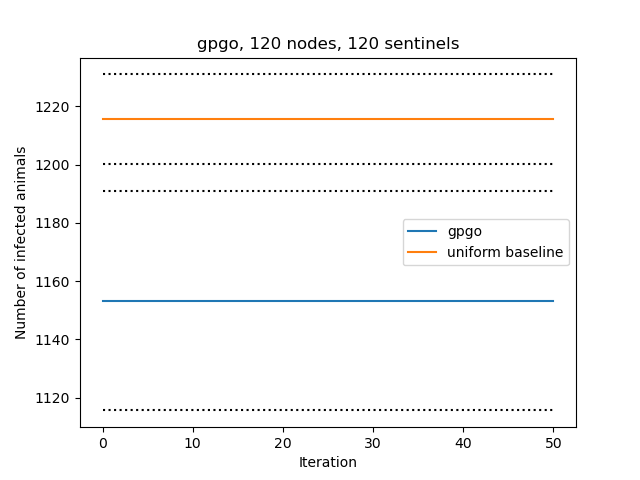 gpgo, 120 nodes, 120 sentinels
Number of infected animals
1220
1200
1180
1160
1140
1120
gpgo
uniform baseline
0 10 20 30 40 50
Iteration